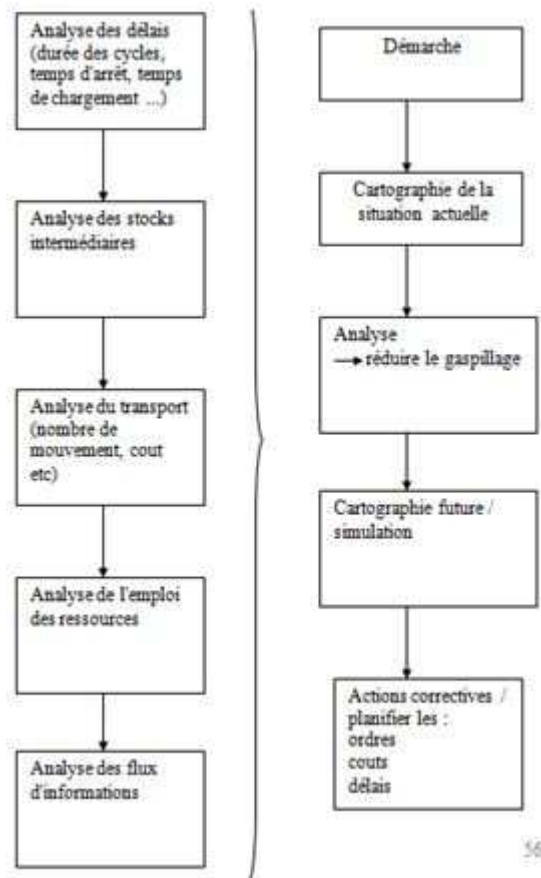 Analyse des délais
(durée des cycles,
temps d'arrêt, temps
de chargement ...)
Analyse des stocks
intermédiaires
Analyse du transport
(nombre de
mouvement, cout
etc)
Analyse de l'emploi
des ressources
Analyse des flux
d'informations
Démarche
Cartographie de la
situation actuelle
Analyse
→ réduire le gaspillage
Cartographie future /
simulation
Actions correctives /
planifier les :
ordres
couts
délais
56